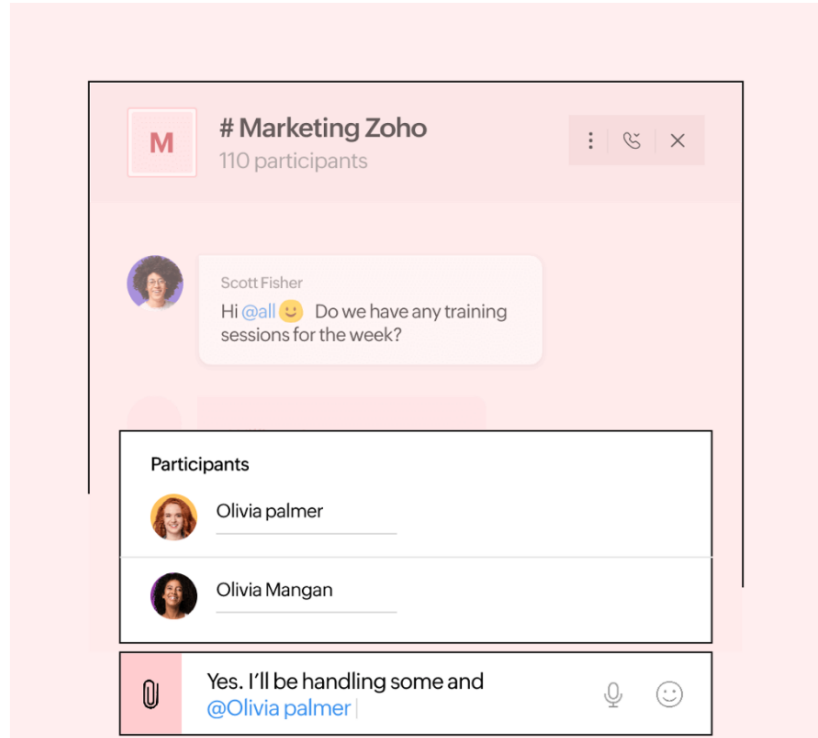 M
# Marketing Zoho
110 participants
Scott Fisher
Hi @all Do we have any training
sessions for the week?
Participants
Olivia palmer
Olivia Mangan
Yes. I'll be handling some and
@Olivia palmer